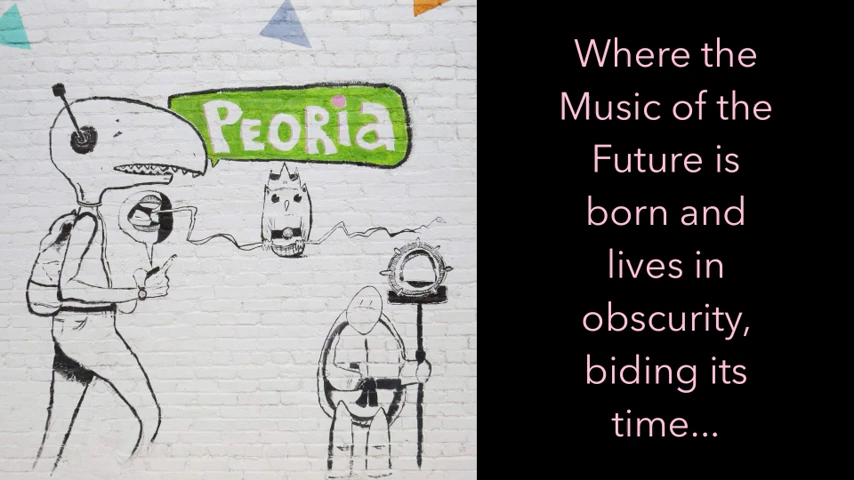 PEORia
Where the
Music of the
Future is
born and
lives in
obscurity,
biding its
time...